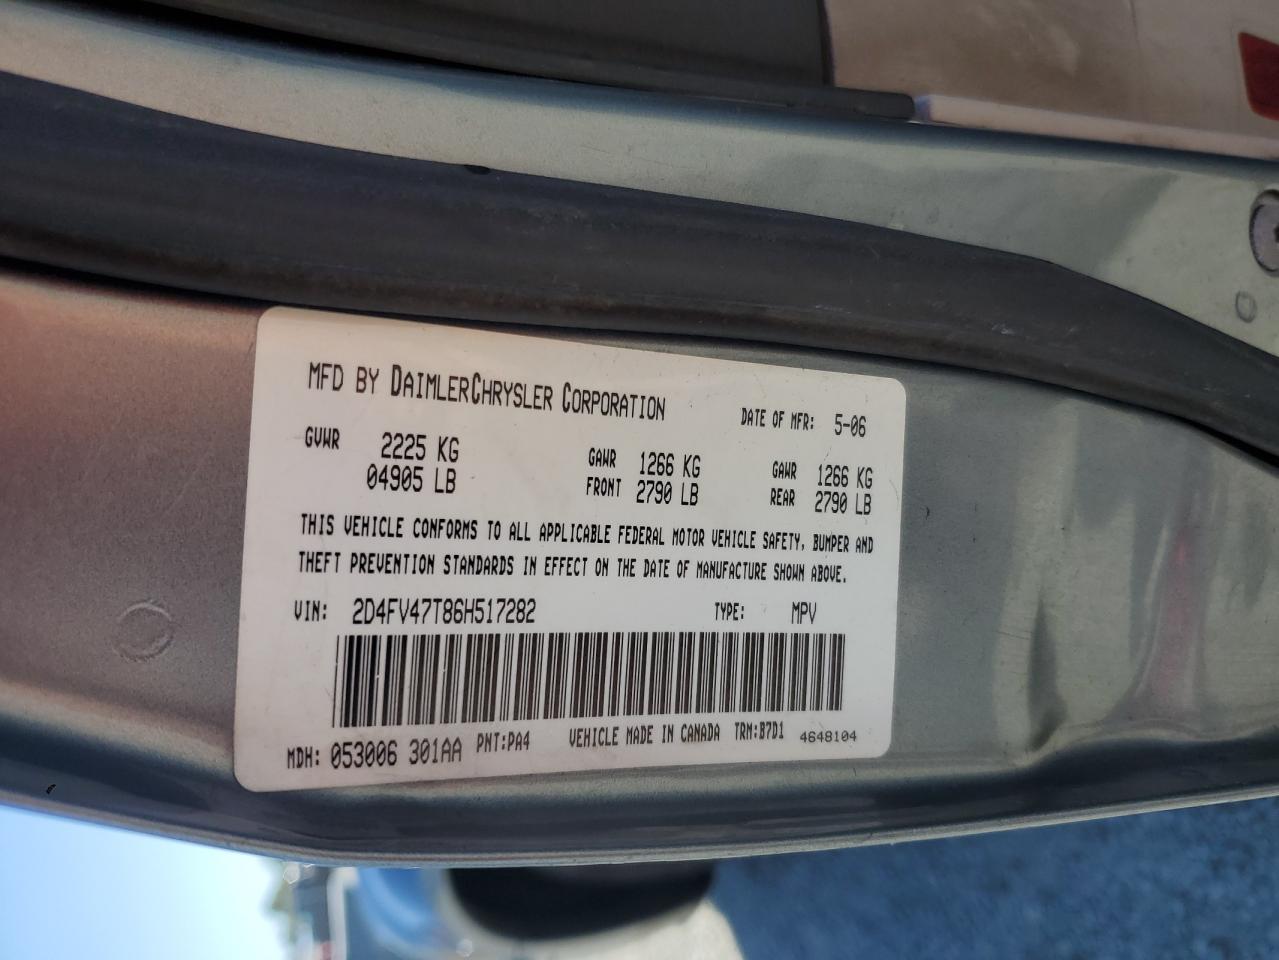 MFD BY DAIMLERCHRYSLER CORPORATION DATE OF MFR: 5-06
GVWR 2225 KG GAWR 1266 KG GAWR 1266 KG
04905 LB FRONT 2790 LB REAR 2790 LB
THIS VEHICLE CONFORMS TO ALL APPLICABLE FEDERAL MOTOR VEHICLE SAFETY, BUMPER AND
THEFT PREVENTION STANDARDS IN EFFECT ON THE DATE OF MANUFACTURE SHOWN ABOVE.
VIN: 2D4FV47T86H517282 TYPE: MPV
MDH: 053006 301AA PNT:PA4 VEHICLE MADE IN CANADA TRM:B7D1 4648104